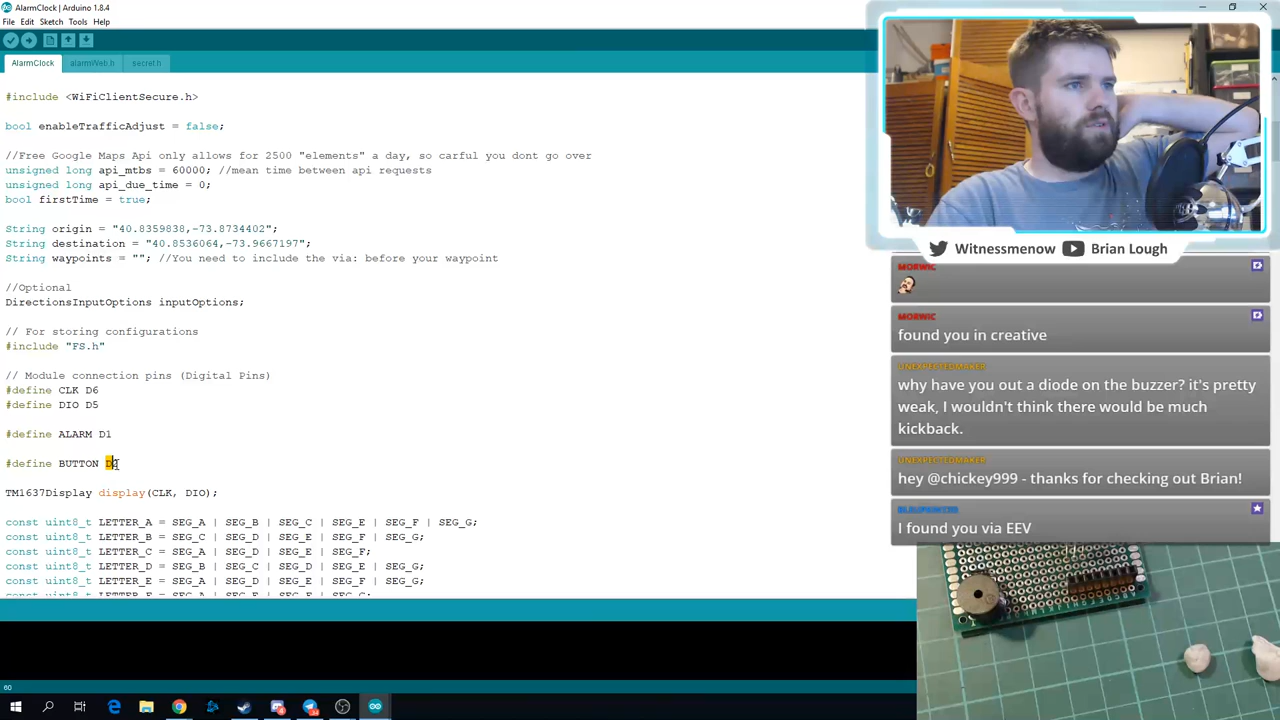 AlarmClock | Arduino 1.8.4
File Edit Sketch Tools Help
AlarmClock alarmWeb.h secret.h
#include <WiFiClientSecure.h>
bool enableTrafficAdjust = false;
//Free Google Maps Api only allows for 2500 "elements" a day, so carful you dont go over
unsigned long api_mtbs = 60000; //mean time between api requests
unsigned long api_due_time = 0;
bool firstTime = true;
String origin = "40.8359838,-73.8734402";
String destination = "40.8536064,-73.9667197";
String waypoints = ""; //You need to include the via: before your waypoint
//Optional
DirectionsInputOptions inputOptions;
// For storing configurations
#include "FS.h"
// Module connection pins (Digital Pins)
#define CLK D6
#define DIO D5
#define ALARM D1
#define BUTTON
TM1637Display display(CLK, DIO);
const uint8_t LETTER_A = SEG_A | SEG_B | SEG_C | SEG_E | SEG_F | SEG_G;
const uint8_t LETTER_B = SEG_C | SEG_D | SEG_E | SEG_F | SEG_G;
const uint8_t LETTER_C = SEG_A | SEG_D | SEG_E | SEG_F;
const uint8_t LETTER_D = SEG_B | SEG_C | SEG_D | SEG_E | SEG_G;
const uint8_t LETTER_E = SEG_A | SEG_D | SEG_E | SEG_F | SEG_G;
60
Witnessmenow Brian Lough
MORWIC
MORWIC
found you in creative
UNEXPECTEDMAKER
why have you out a diode on the buzzer? it's pretty
weak, I wouldn't think there would be much
kickback.
UNEXPECTEDMAKER
hey @chickey999 - thanks for checking out Brian!
I found you via EEV